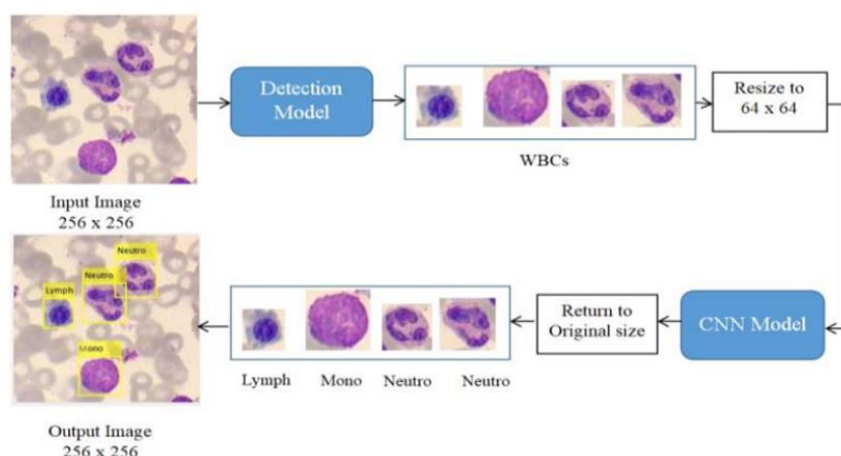 Detection
Model
Resize to
64 x 64
WBCs
Input Image
256 x 256
Neutro
Neutro
Lymph
Mono
Return to
Original size
CNN Model
Lymph Mono Neutro Neutro
Output Image
256 x 256